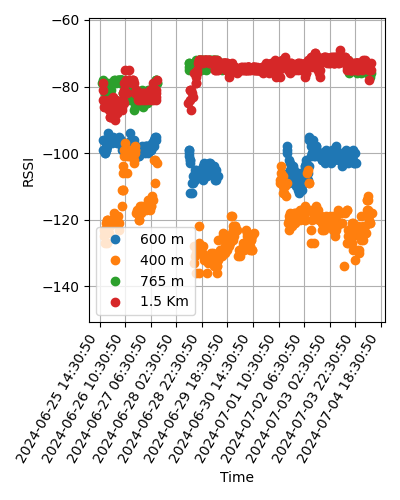 −60
−80
−100
−120
−140
RSSI
600 m
400 m
765 m
1.5 Km
2024-06-25 14:30:50
2024-06-26 10:30:50
2024-06-27 06:30:50
2024-06-28 02:30:50
2024-06-28 22:30:50
2024-06-29 18:30:50
2024-06-30 14:30:50
2024-07-01 10:30:50
2024-07-02 06:30:50
2024-07-03 02:30:50
2024-07-03 22:30:50
2024-07-04 18:30:50
Time